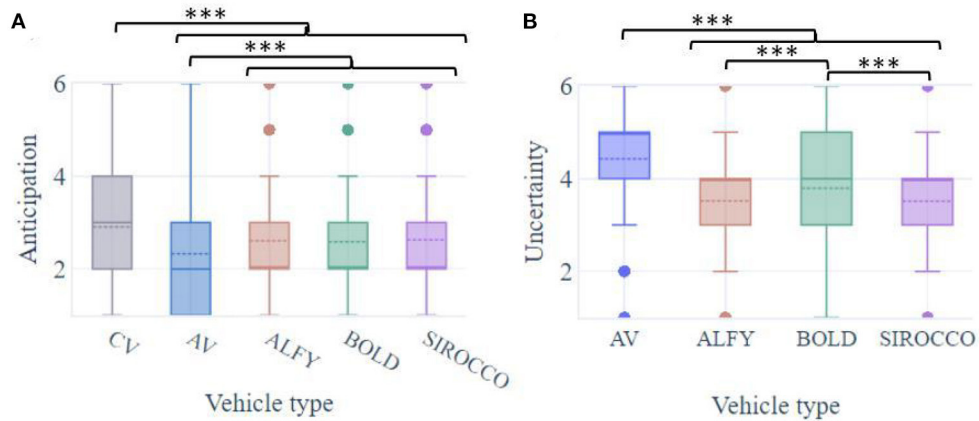 A
***
***
6
4
2
Anticipation
CV
AV
ALFY
BOLD
SIROCCO
Vehicle type
B
***
***
***
6
4
2
Uncertainty
AV
ALFY
BOLD
SIROCCO
Vehicle type